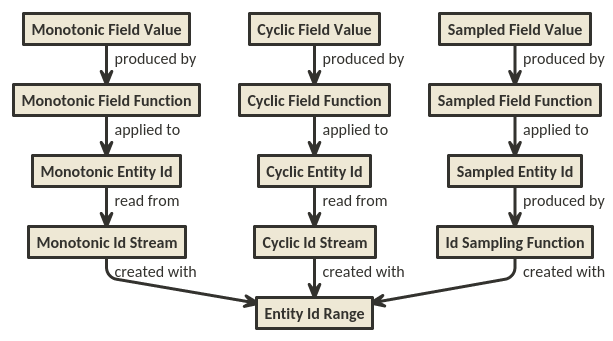 Monotonic Field Value
Cyclic Field Value
Sampled Field Value
produced by
produced by
produced by
Monotonic Field Function
Cyclic Field Function
Sampled Field Function
applied to
applied to
applied to
Monotonic Entity Id
Cyclic Entity Id
Sampled Entity Id
read from
read from
produced by
Monotonic Id Stream
Cyclic Id Stream
Id Sampling Function
created with
created with
created with
Entity Id Range